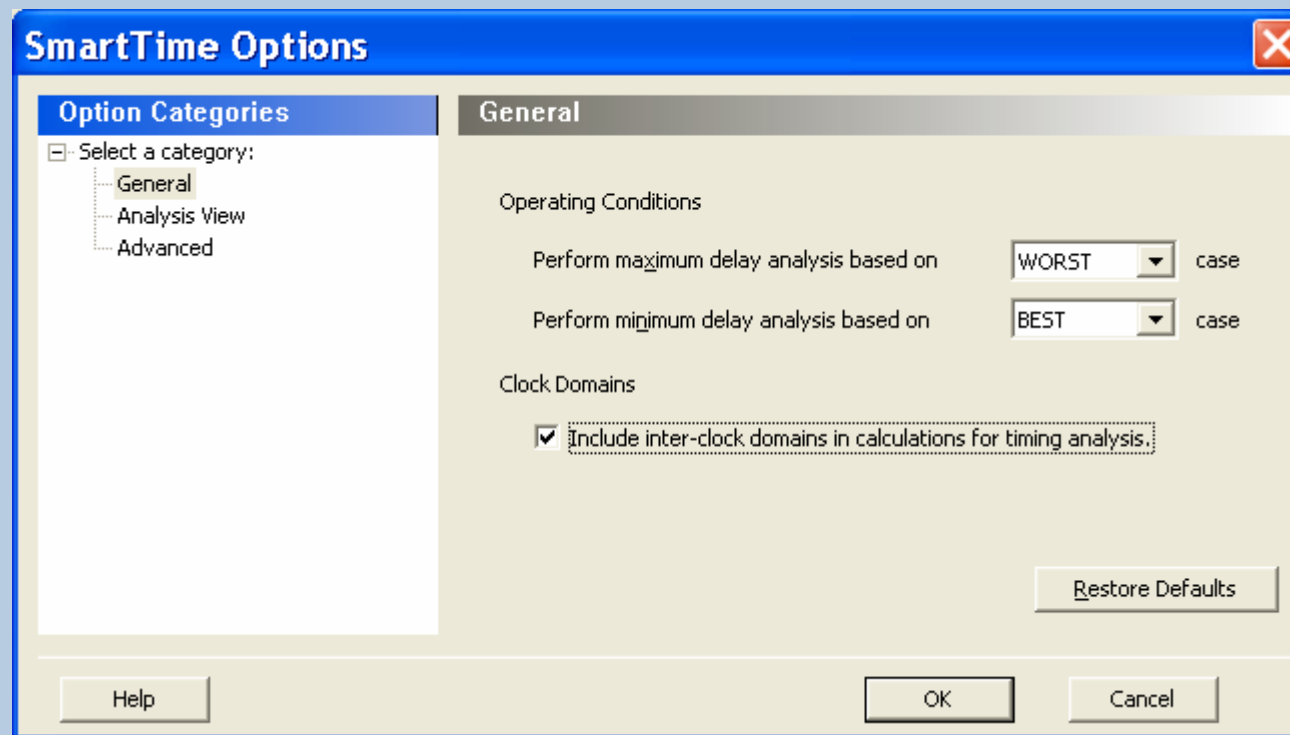 SmartTime Options
Option Categories
Select a category:
General
Analysis View
Advanced
General
Operating Conditions
Perform maximum delay analysis based on WORST case
Perform minimum delay analysis based on BEST case
Clock Domains
Include inter-clock domains in calculations for timing analysis.
Restore Defaults
Help OK Cancel